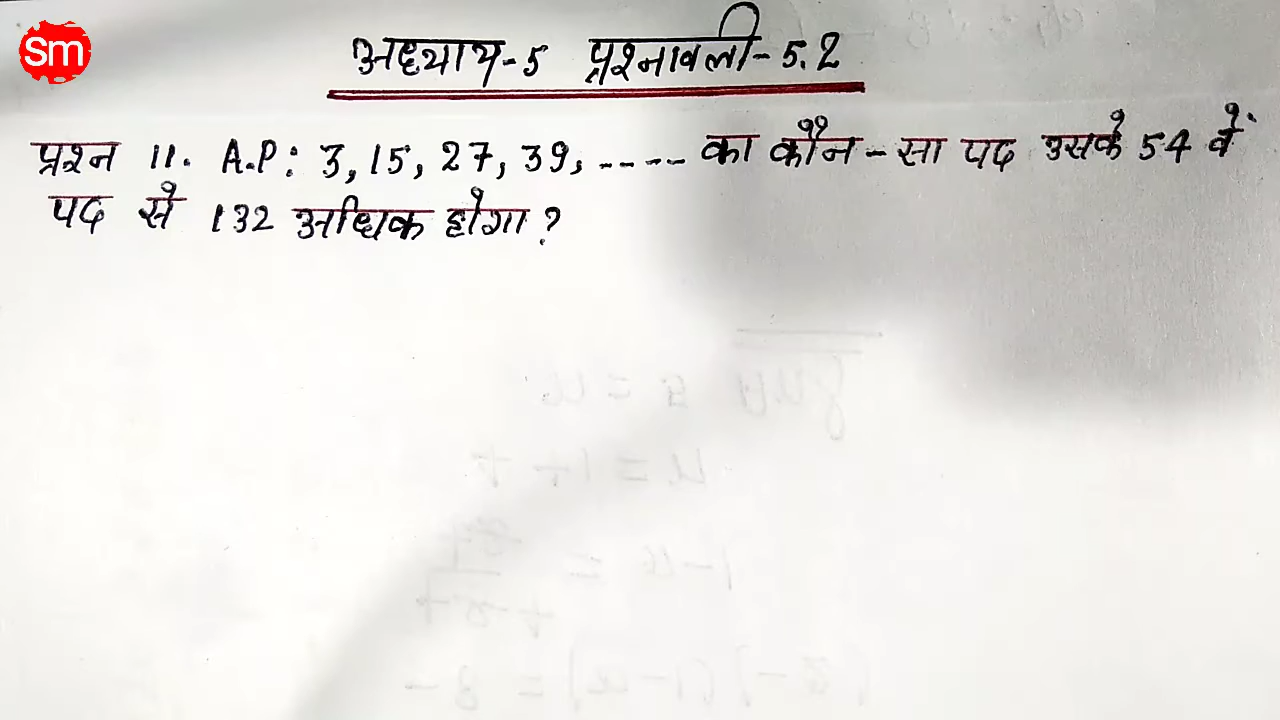 Sm
अध्याय-5 प्रश्नावली-5.2
प्रश्न 11. A.P: 3, 15, 27, 39, ---- का कौन-सा पद उसके 54 वें
पद से 132 अधिक होगा?